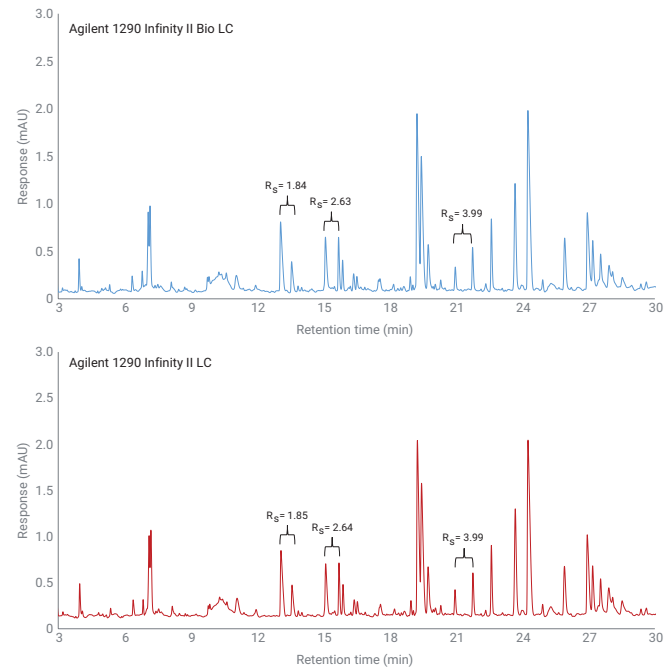 3.0
Agilent 1290 Infinity II Bio LC
2.5
2.0
Response (mAU)
1.5
Rs= 1.84
Rs= 2.63
Rs= 3.99
1.0
0.5
0
3 6 9 12 15 18 21 24 27 30
Retention time (min)
3.0
Agilent 1290 Infinity II LC
2.5
2.0
Response (mAU)
1.5
Rs= 1.85
Rs= 2.64
Rs= 3.99
1.0
0.5
0
3 6 9 12 15 18 21 24 27 30
Retention time (min)